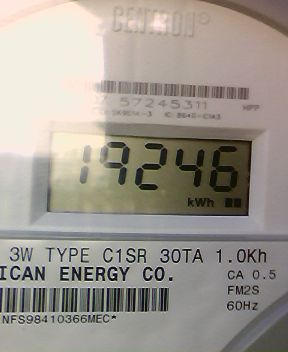 CENTRON®
57245311 HPP
19246
kWh
3W TYPE C1SR 30TA 1.0Kh
ICAN ENERGY CO. CA 0.5
FM2S
60Hz
NFS98410366MEC*